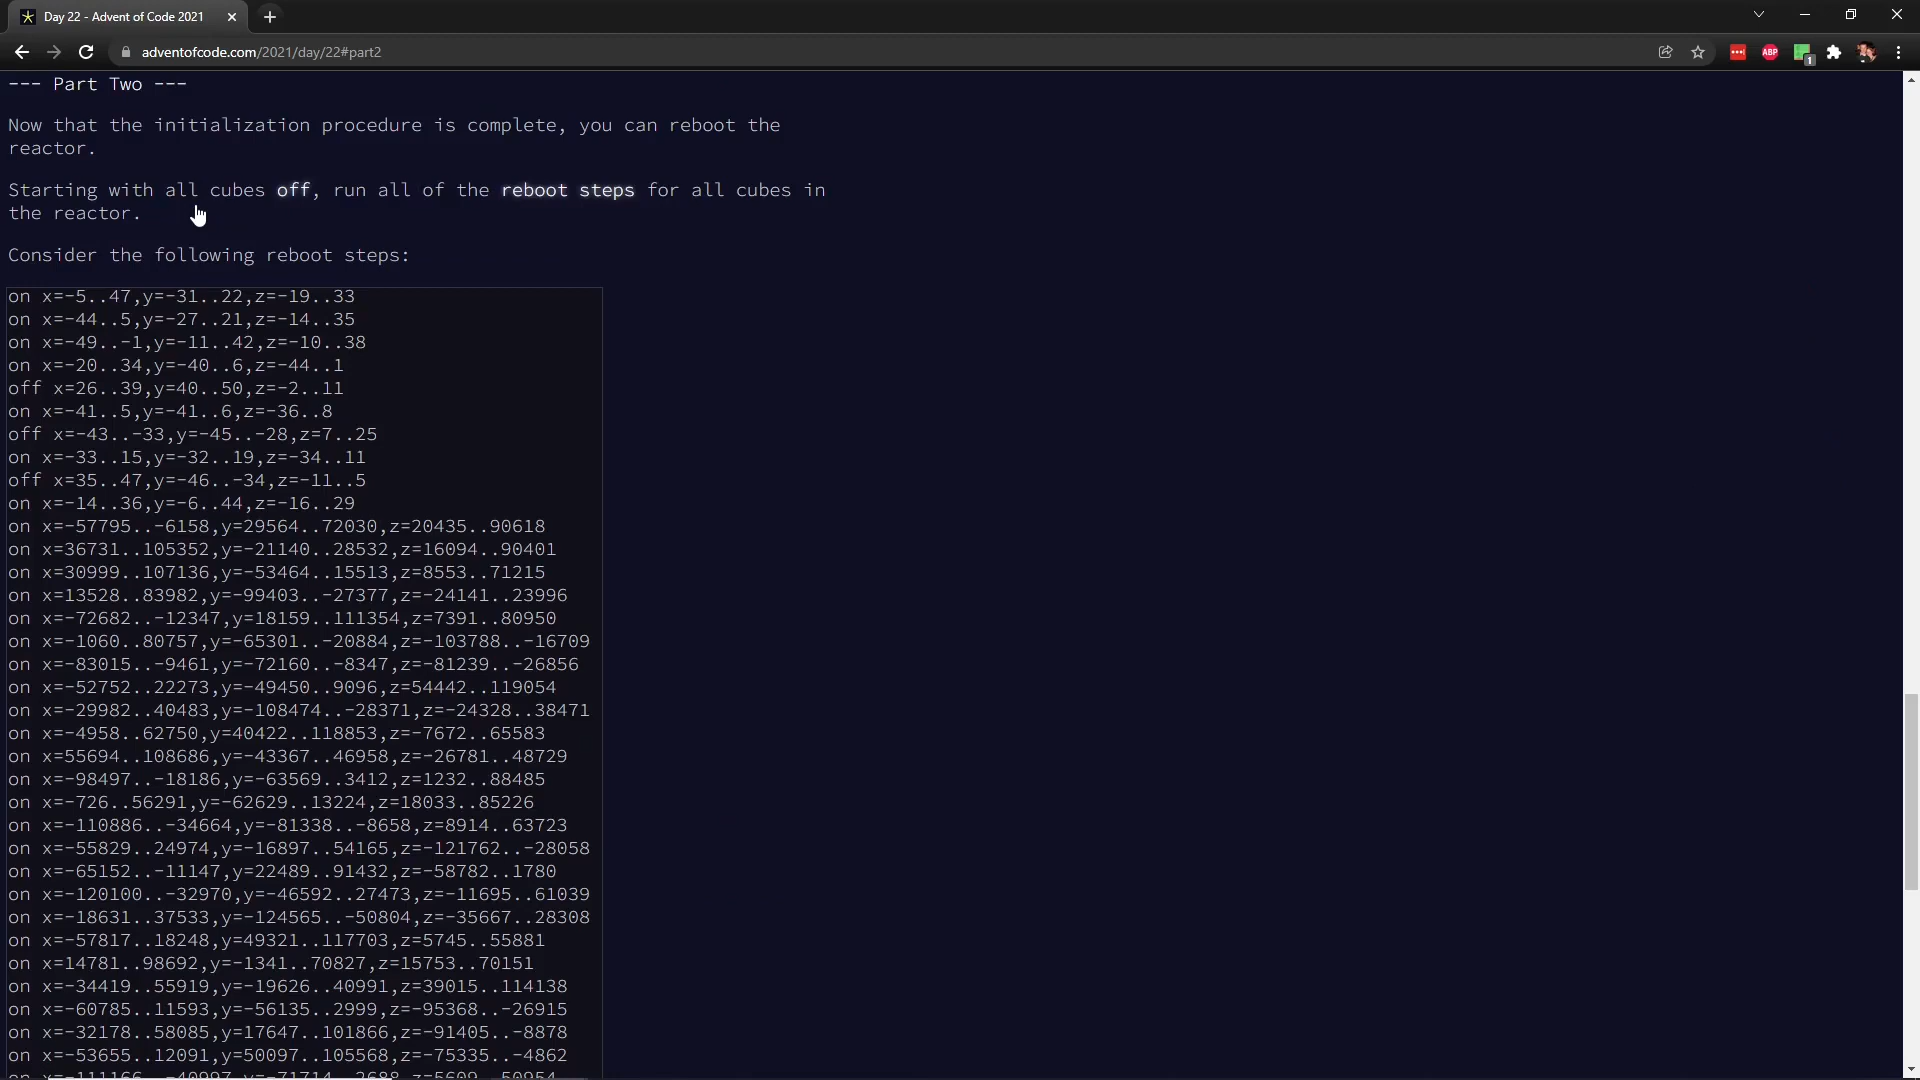 Day 22 - Advent of Code 2021
adventofcode.com/2021/day/22#part2
ABP
1
--- Part Two ---
Now that the initialization procedure is complete, you can reboot the
reactor.
Starting with all cubes off, run all of the reboot steps for all cubes in
the reactor.
Consider the following reboot steps:
on x=-5..47,y=-31..22,z=-19..33
on x=-44..5,y=-27..21,z=-14..35
on x=-49..-1,y=-11..42,z=-10..38
on x=-20..34,y=-40..6,z=-44..1
off x=26..39,y=40..50,z=-2..11
on x=-41..5,y=-41..6,z=-36..8
off x=-43..-33,y=-45..-28,z=7..25
on x=-33..15,y=-32..19,z=-34..11
off x=35..47,y=-46..-34,z=-11..5
on x=-14..36,y=-6..44,z=-16..29
on x=-57795..-6158,y=29564..72030,z=20435..90618
on x=36731..105352,y=-21140..28532,z=16094..90401
on x=30999..107136,y=-53464..15513,z=8553..71215
on x=13528..83982,y=-99403..-27377,z=-24141..23996
on x=-72682..-12347,y=18159..111354,z=7391..80950
on x=-1060..80757,y=-65301..-20884,z=-103788..-16709
on x=-83015..-9461,y=-72160..-8347,z=-81239..-26856
on x=-52752..22273,y=-49450..9096,z=54442..119054
on x=-29982..40483,y=-108474..-28371,z=-24328..38471
on x=-4958..62750,y=40422..118853,z=-7672..65583
on x=55694..108686,y=-43367..46958,z=-26781..48729
on x=-98497..-18186,y=-63569..3412,z=1232..88485
on x=-726..56291,y=-62629..13224,z=18033..85226
on x=-110886..-34664,y=-81338..-8658,z=8914..63723
on x=-55829..24974,y=-16897..54165,z=-121762..-28058
on x=-65152..-11147,y=22489..91432,z=-58782..1780
on x=-120100..-32970,y=-46592..27473,z=-11695..61039
on x=-18631..37533,y=-124565..-50804,z=-35667..28308
on x=-57817..18248,y=49321..117703,z=5745..55881
on x=14781..98692,y=-1341..70827,z=15753..70151
on x=-34419..55919,y=-19626..40991,z=39015..114138
on x=-60785..11593,y=-56135..2999,z=-95368..-26915
on x=-32178..58085,y=17647..101866,z=-91405..-8878
on x=-53655..12091,y=50097..105568,z=-75335..-4862
on x=-111166..-40997,y=-71714..2688,z=5609..50954